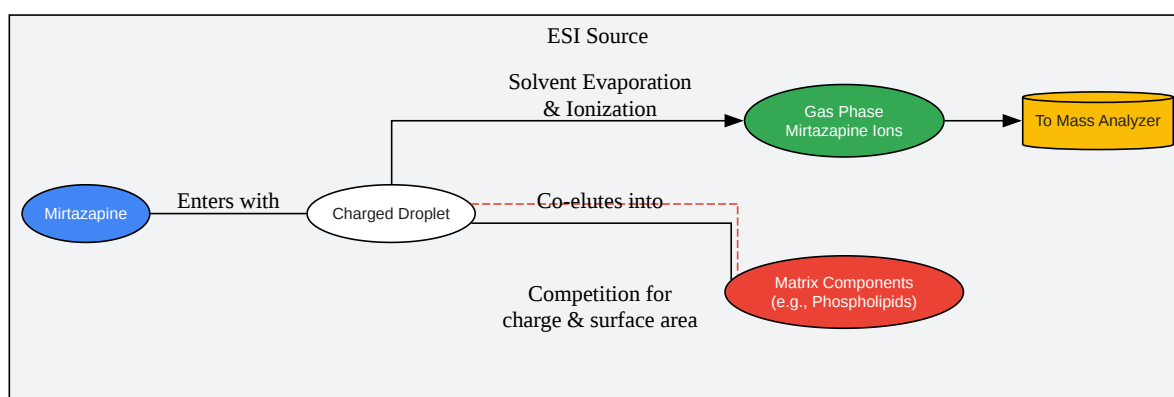 ESI Source
Solvent Evaporation
& Ionization
Gas Phase
Mirtazapine Ions
To Mass Analyzer
Mirtazapine
Enters with
Charged Droplet
Co-elutes into
Competition for
charge & surface area
Matrix Components
(e.g., Phospholipids)